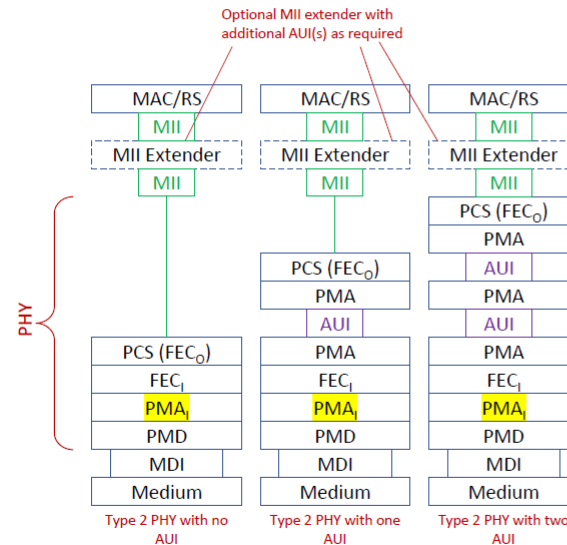 Optional MII extender with
additional AUI(s) as required
MAC/RS
MII
MII Extender
MII
PCS (FECO)
FECI
PMAI
PMD
MDI
Medium
Type 2 PHY with no
AUI
MAC/RS
MII
MII Extender
MII
PCS (FECO)
PMA
AUI
PMA
FECI
PMAI
PMD
MDI
Medium
Type 2 PHY with one
AUI
MAC/RS
MII
MII Extender
MII
PCS (FECO)
PMA
AUI
PMA
AUI
PMA
FECI
PMAI
PMD
MDI
Medium
Type 2 PHY with two
AUI
PHY